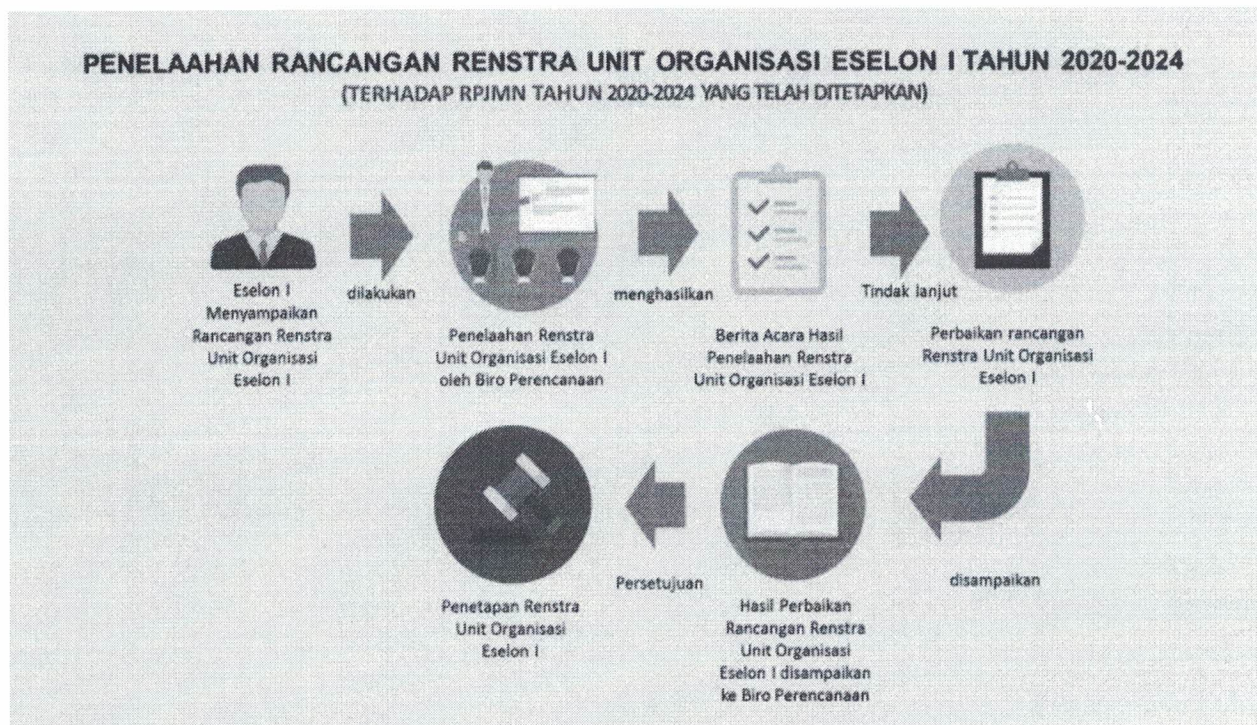 PENELAAHAN RANCANGAN RENSTRA UNIT ORGANISASI ESELON I TAHUN 2020-2024
(TERHADAP RPJMN TAHUN 2020-2024 YANG TELAH DITETAPKAN)
Eselon I
Menyampaikan
Rancangan Renstra
Unit Organisasi
Eselon I
dilakukan
Penelaahan Renstra
Unit Organisasi Eselon I
oleh Biro Perencanaan
menghasilkan
Berita Acara Hasil
Penelaahan Renstra
Unit Organisasi Eselon I
Tindak lanjut
Perbaikan rancangan
Renstra Unit Organisasi
Eselon I
disampaikan
Hasil Perbaikan
Rancangan Renstra
Unit Organisasi
Eselon I disampaikan
ke Biro Perencanaan
Persetujuan
Penetapan Renstra
Unit Organisasi
Eselon I